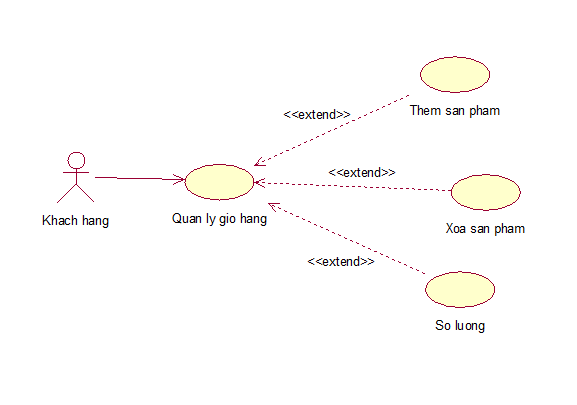 <<extend>>
Them san pham
<<extend>>
Khach hang
Quan ly gio hang
Xoa san pham
<<extend>>
So luong